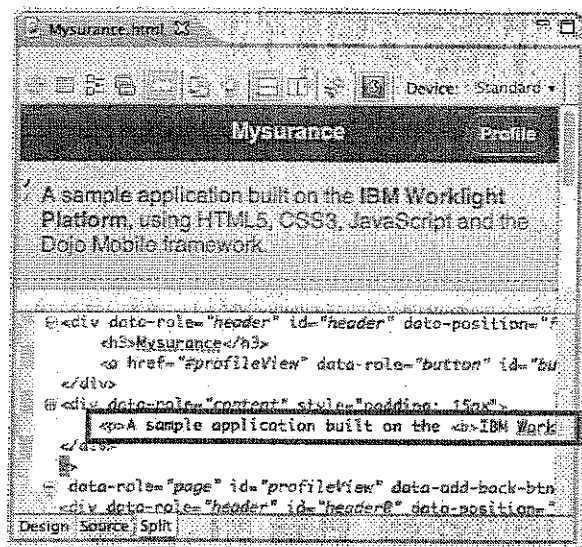 Mysurance.html
Device: Standard
Mysurance Profile
A sample application built on the IBM Worklight
Platform, using HTML5, CSS3, JavaScript and the
Dojo Mobile framework.
<div data-role="header" id="header" data-position="f
<h3>Mysurance</h3>
<a href="#profileView" data-role="button" id="bu
</div>
<div data-role="content" style="padding: 15px">
<p>A sample application built on the <b>IBM Work
</div>
>
data-role="page" id="profileView" data-add-back-btn
<div data-role="header" id="header0" data-position="
Design Source Split